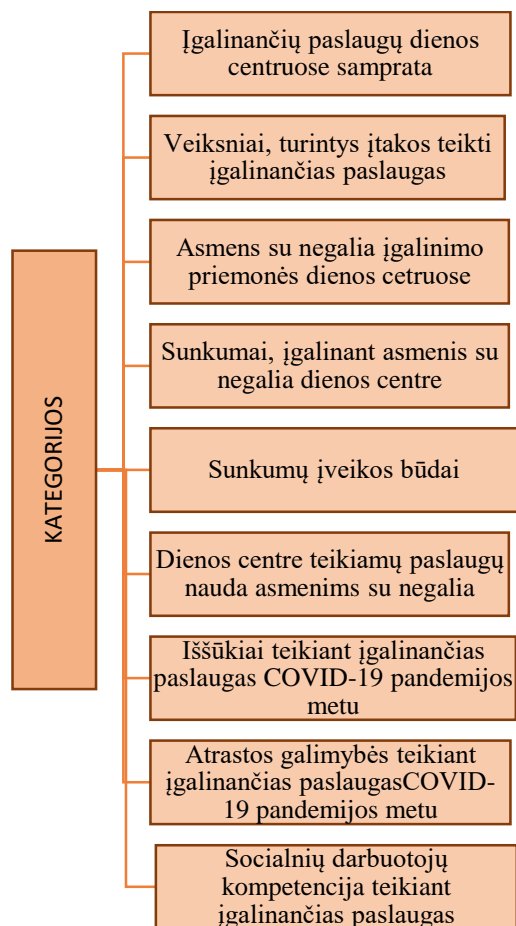 KATEGORIJOS
Įgalinančių paslaugų dienos
centruose samprata
Veiksniai, turintys įtakos teikti
įgalinančias paslaugas
Asmens su negalia įgalinimo
priemonės dienos cetruose
Sunkumai, įgalinant asmenis su
negalia dienos centre
Sunkumų įveikos būdai
Dienos centre teikiamų paslaugų
nauda asmenims su negalia
Iššūkiai teikiant įgalinančias
paslaugas COVID-19 pandemijos
metu
Atrastos galimybės teikiant
įgalinančias paslaugasCOVID-
19 pandemijos metu
Socialnių darbuotojų
kompetencija teikiant
įgalinančias paslaugas